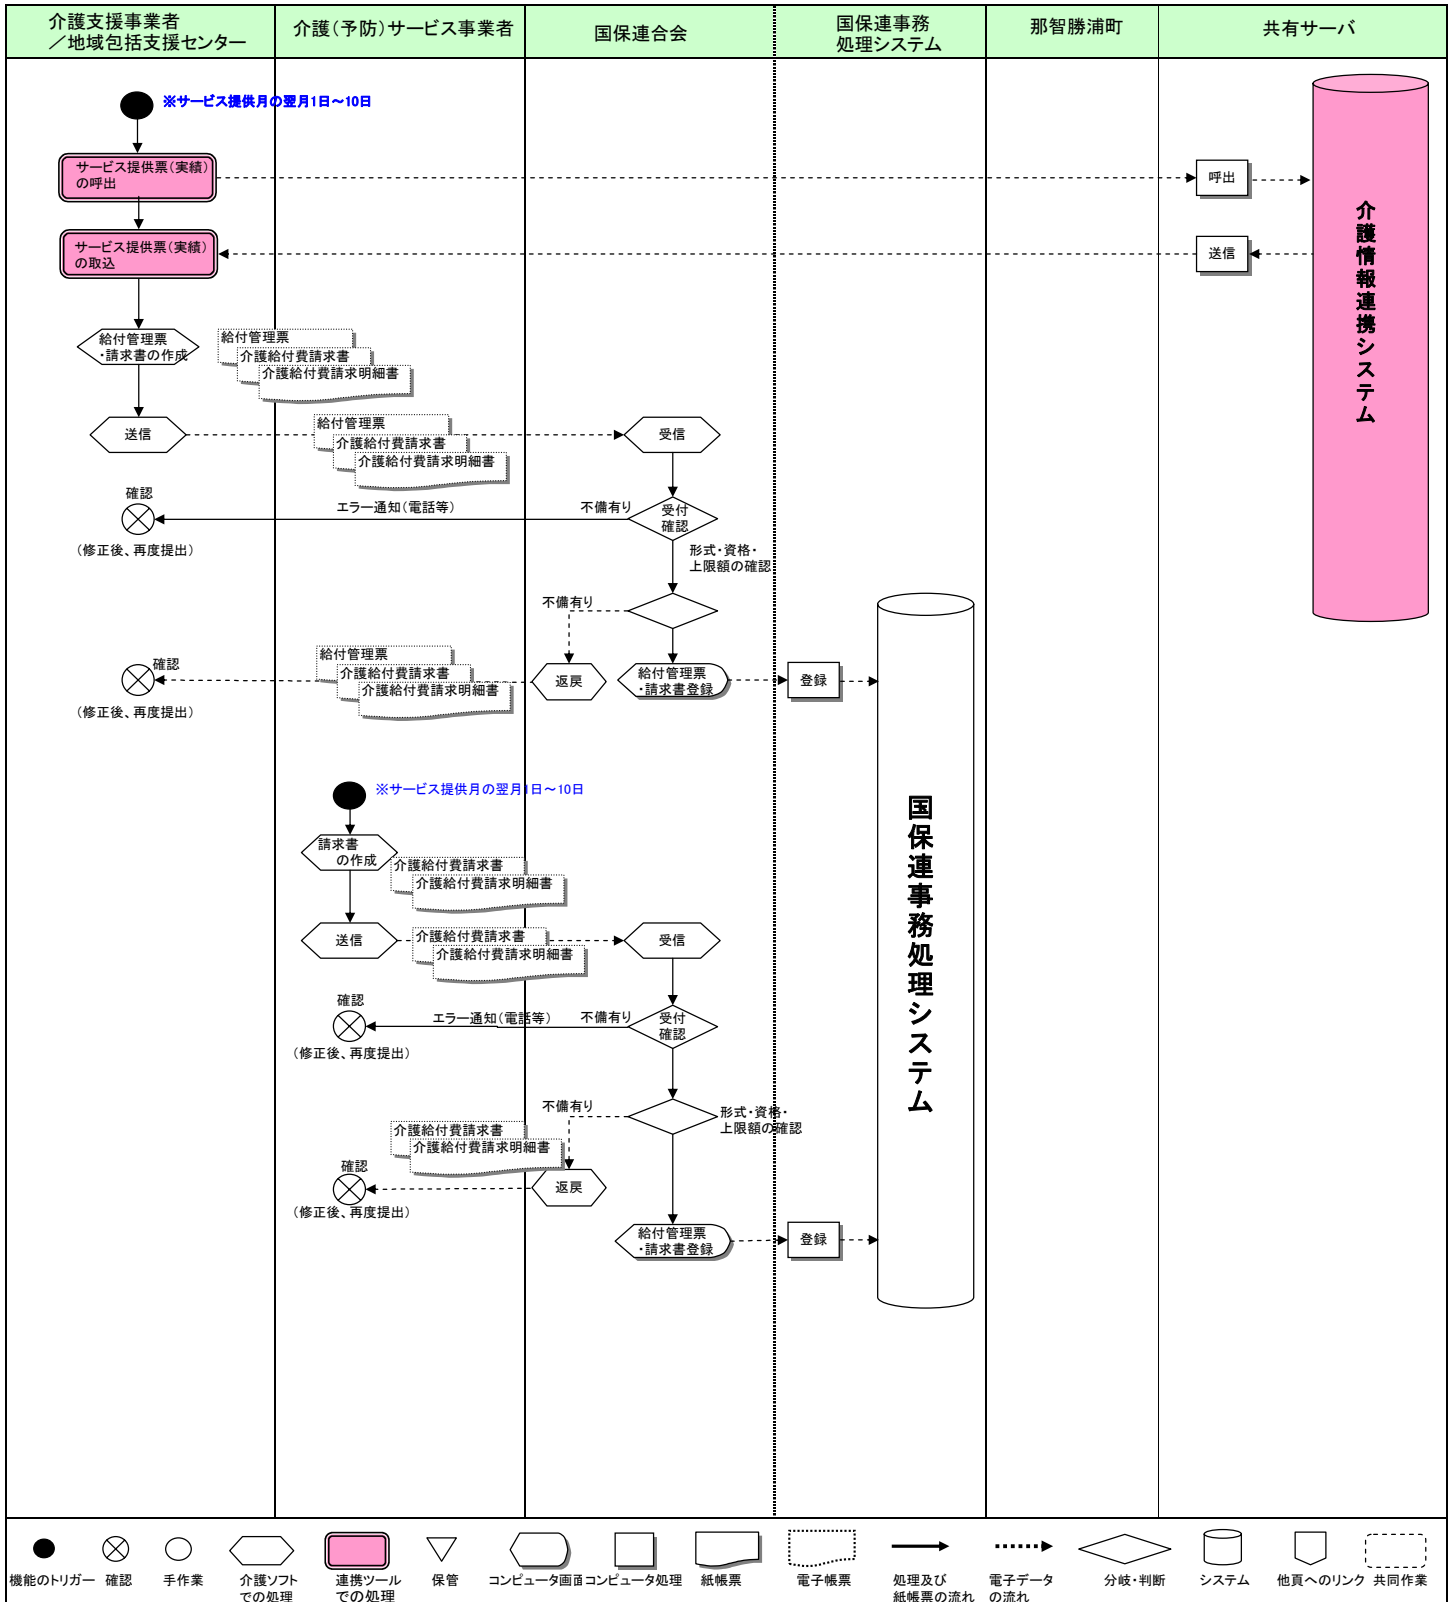 介護支援事業者
／地域包括支援センター
介護（予防）サービス事業者
国保連合会
国保連事務
処理システム
那智勝浦町
共有サーバ
※サービス提供月の翌月1日～10日
サービス提供票（実績）
の呼出
呼出
サービス提供票（実績）
の取込
送信
介護情報連携システム
給付管理票
・請求書の作成
給付管理票
介護給付費請求書
介護給付費請求明細書
送信
給付管理票
介護給付費請求書
介護給付費請求明細書
受信
確認
エラー通知（電話等）
不備有り
受付
確認
（修正後、再度提出）
形式・資格・
上限額の確認
不備有り
確認
給付管理票
介護給付費請求書
介護給付費請求明細書
返戻
給付管理票
・請求書登録
登録
（修正後、再度提出）
国保連事務処理システム
※サービス提供月の翌月1日～10日
請求書
の作成
介護給付費請求書
介護給付費請求明細書
送信
介護給付費請求書
介護給付費請求明細書
受信
確認
エラー通知（電話等）
不備有り
受付
確認
（修正後、再度提出）
不備有り
形式・資格・
上限額の確認
介護給付費請求書
介護給付費請求明細書
確認
返戻
（修正後、再度提出）
給付管理票
・請求書登録
登録
機能のトリガー
確認
手作業
介護ソフト
での処理
連携ツール
での処理
保管
コンピュータ画面
コンピュータ処理
紙帳票
電子帳票
処理及び
紙帳票の流れ
電子データ
の流れ
分岐・判断
システム
他頁へのリンク
共同作業